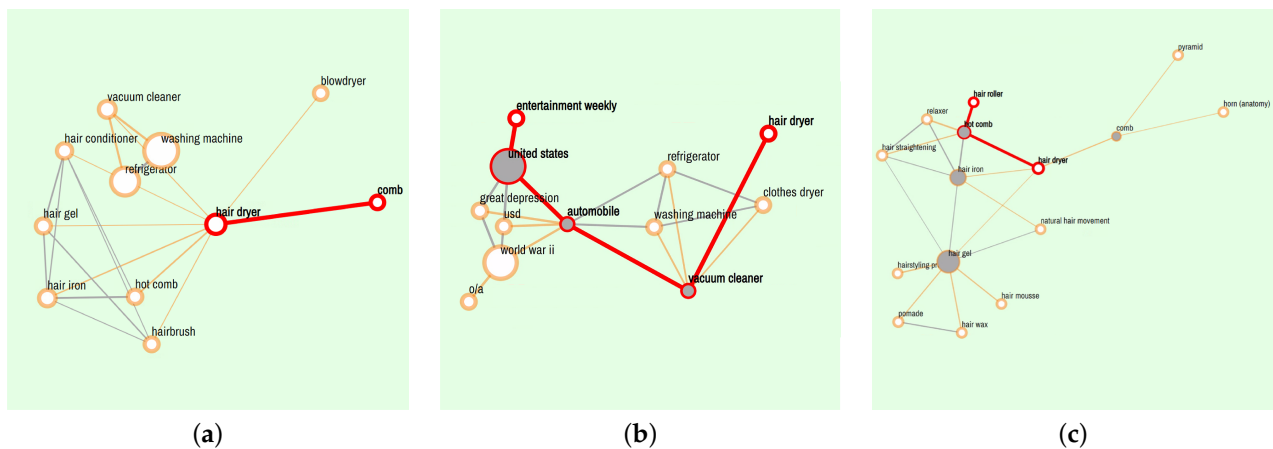 blowdryer
vacuum cleaner
hair conditioner
washing machine
refrigerator
comb
hair dryer
hair gel
hair iron
hot comb
hairbrush
(a)
entertainment weekly
hair dryer
united states
refrigerator
clothes dryer
great depression
usd
automobile
washing machine
world war ii
vacuum cleaner
o/a
(b)
pyramid
hair roller
horn (anatomy)
relaxer
hot comb
comb
hair straightening
hair dryer
hair iron
natural hair movement
hair gel
hairstyling pr
hair mousse
pomade
hair wax
(c)